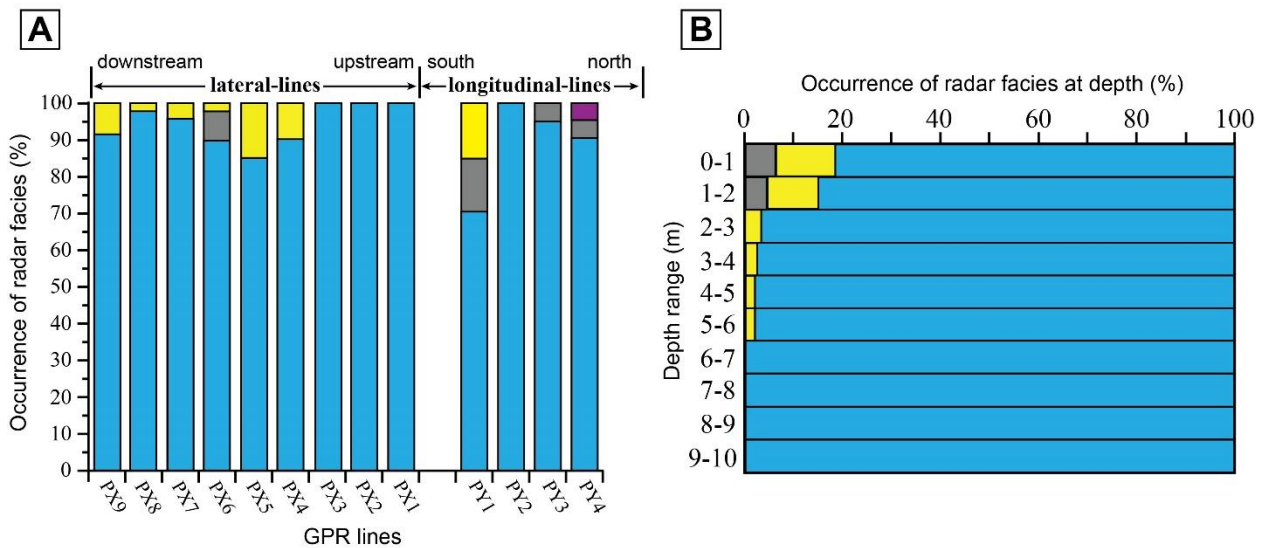 A
downstream upstream south north
lateral-lines longitudinal-lines
Occurrence of radar facies (%)
100
90
80
70
60
50
40
30
20
10
0
PX9 PX8 PX7 PX6 PX5 PX4 PX3 PX2 PX1 PY1 PY2 PY3 PY4
GPR lines
B
Occurrence of radar facies at depth (%)
0 20 40 60 80 100
Depth range (m)
0-1
1-2
2-3
3-4
4-5
5-6
6-7
7-8
8-9
9-10